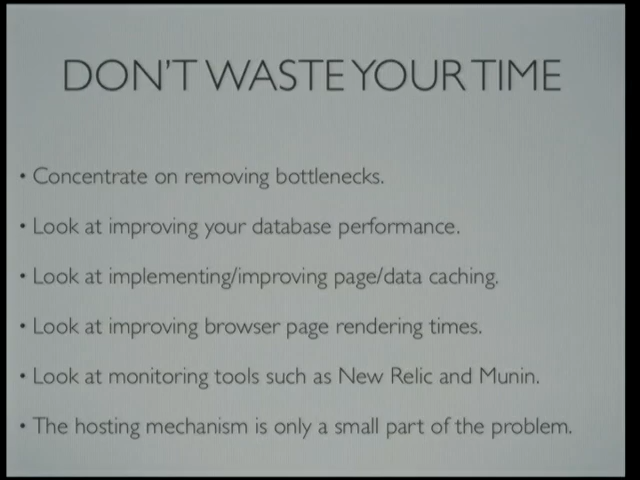 DON'T WASTE YOUR TIME
• Concentrate on removing bottlenecks.
• Look at improving your database performance.
• Look at implementing/improving page/data caching.
• Look at improving browser page rendering times.
• Look at monitoring tools such as New Relic and Munin.
• The hosting mechanism is only a small part of the problem.